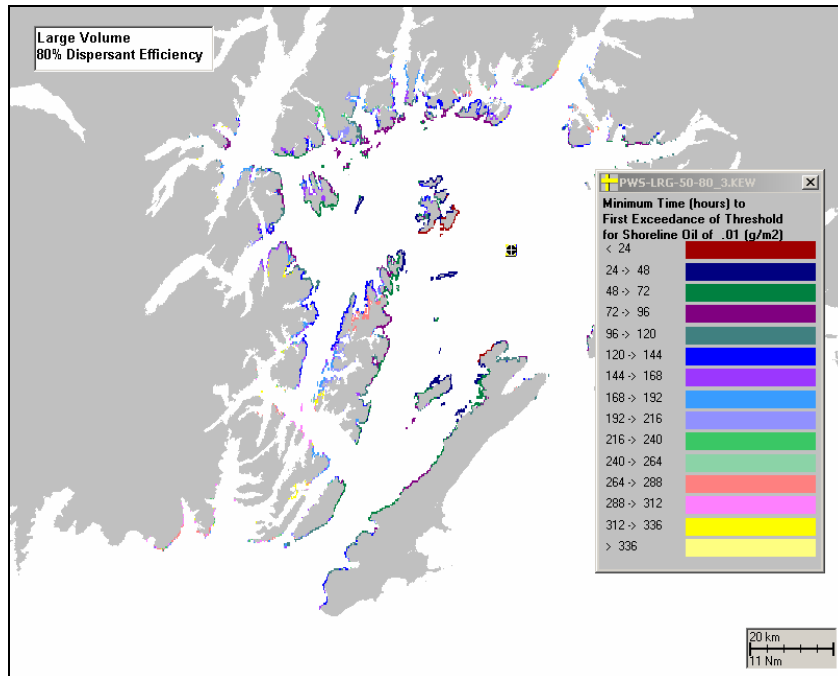 Large Volume
80% Dispersant Efficiency
PWS-LRG-50-80_3.KEW
Minimum Time (hours) to
First Exceedance of Threshold
for Shoreline Oil of .01 (g/m2)
< 24
24 -> 48
48 -> 72
72 -> 96
96 -> 120
120 -> 144
144 -> 168
168 -> 192
192 -> 216
216 -> 240
240 -> 264
264 -> 288
288 -> 312
312 -> 336
> 336
20 km
11 Nm